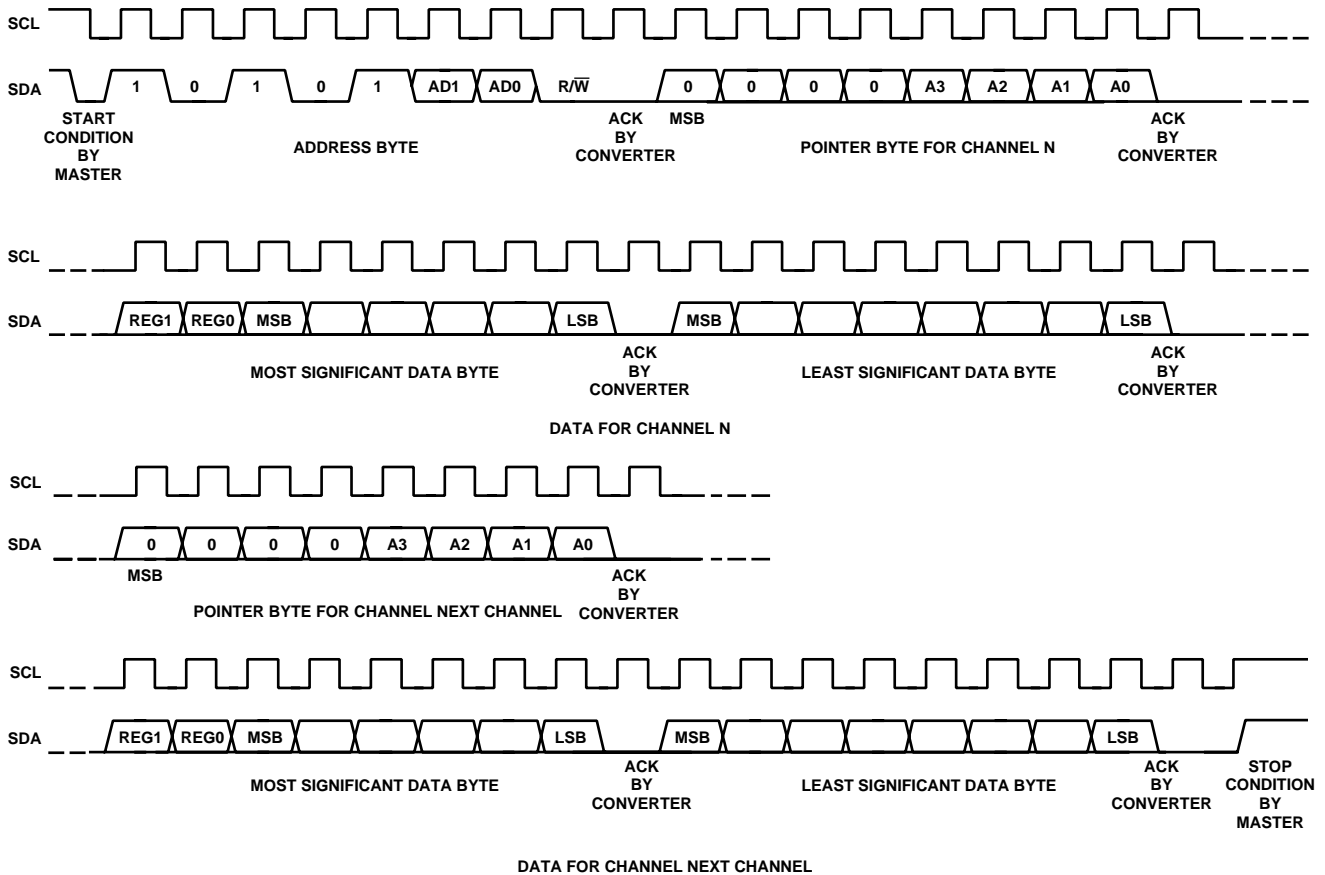 SCL
SDA 1 0 1 0 1 AD1 AD0 R/W̅ 0 0 0 0 A3 A2 A1 A0
START CONDITION BY MASTER
ADDRESS BYTE
ACK BY CONVERTER
MSB
POINTER BYTE FOR CHANNEL N
ACK BY CONVERTER
SCL
SDA REG1 REG0 MSB LSB MSB LSB
MOST SIGNIFICANT DATA BYTE
ACK BY CONVERTER
LEAST SIGNIFICANT DATA BYTE
ACK BY CONVERTER
DATA FOR CHANNEL N
SCL
SDA 0 0 0 0 A3 A2 A1 A0
MSB
POINTER BYTE FOR CHANNEL NEXT CHANNEL
ACK BY CONVERTER
SCL
SDA REG1 REG0 MSB LSB MSB LSB
MOST SIGNIFICANT DATA BYTE
ACK BY CONVERTER
LEAST SIGNIFICANT DATA BYTE
ACK BY CONVERTER
STOP CONDITION BY MASTER
DATA FOR CHANNEL NEXT CHANNEL